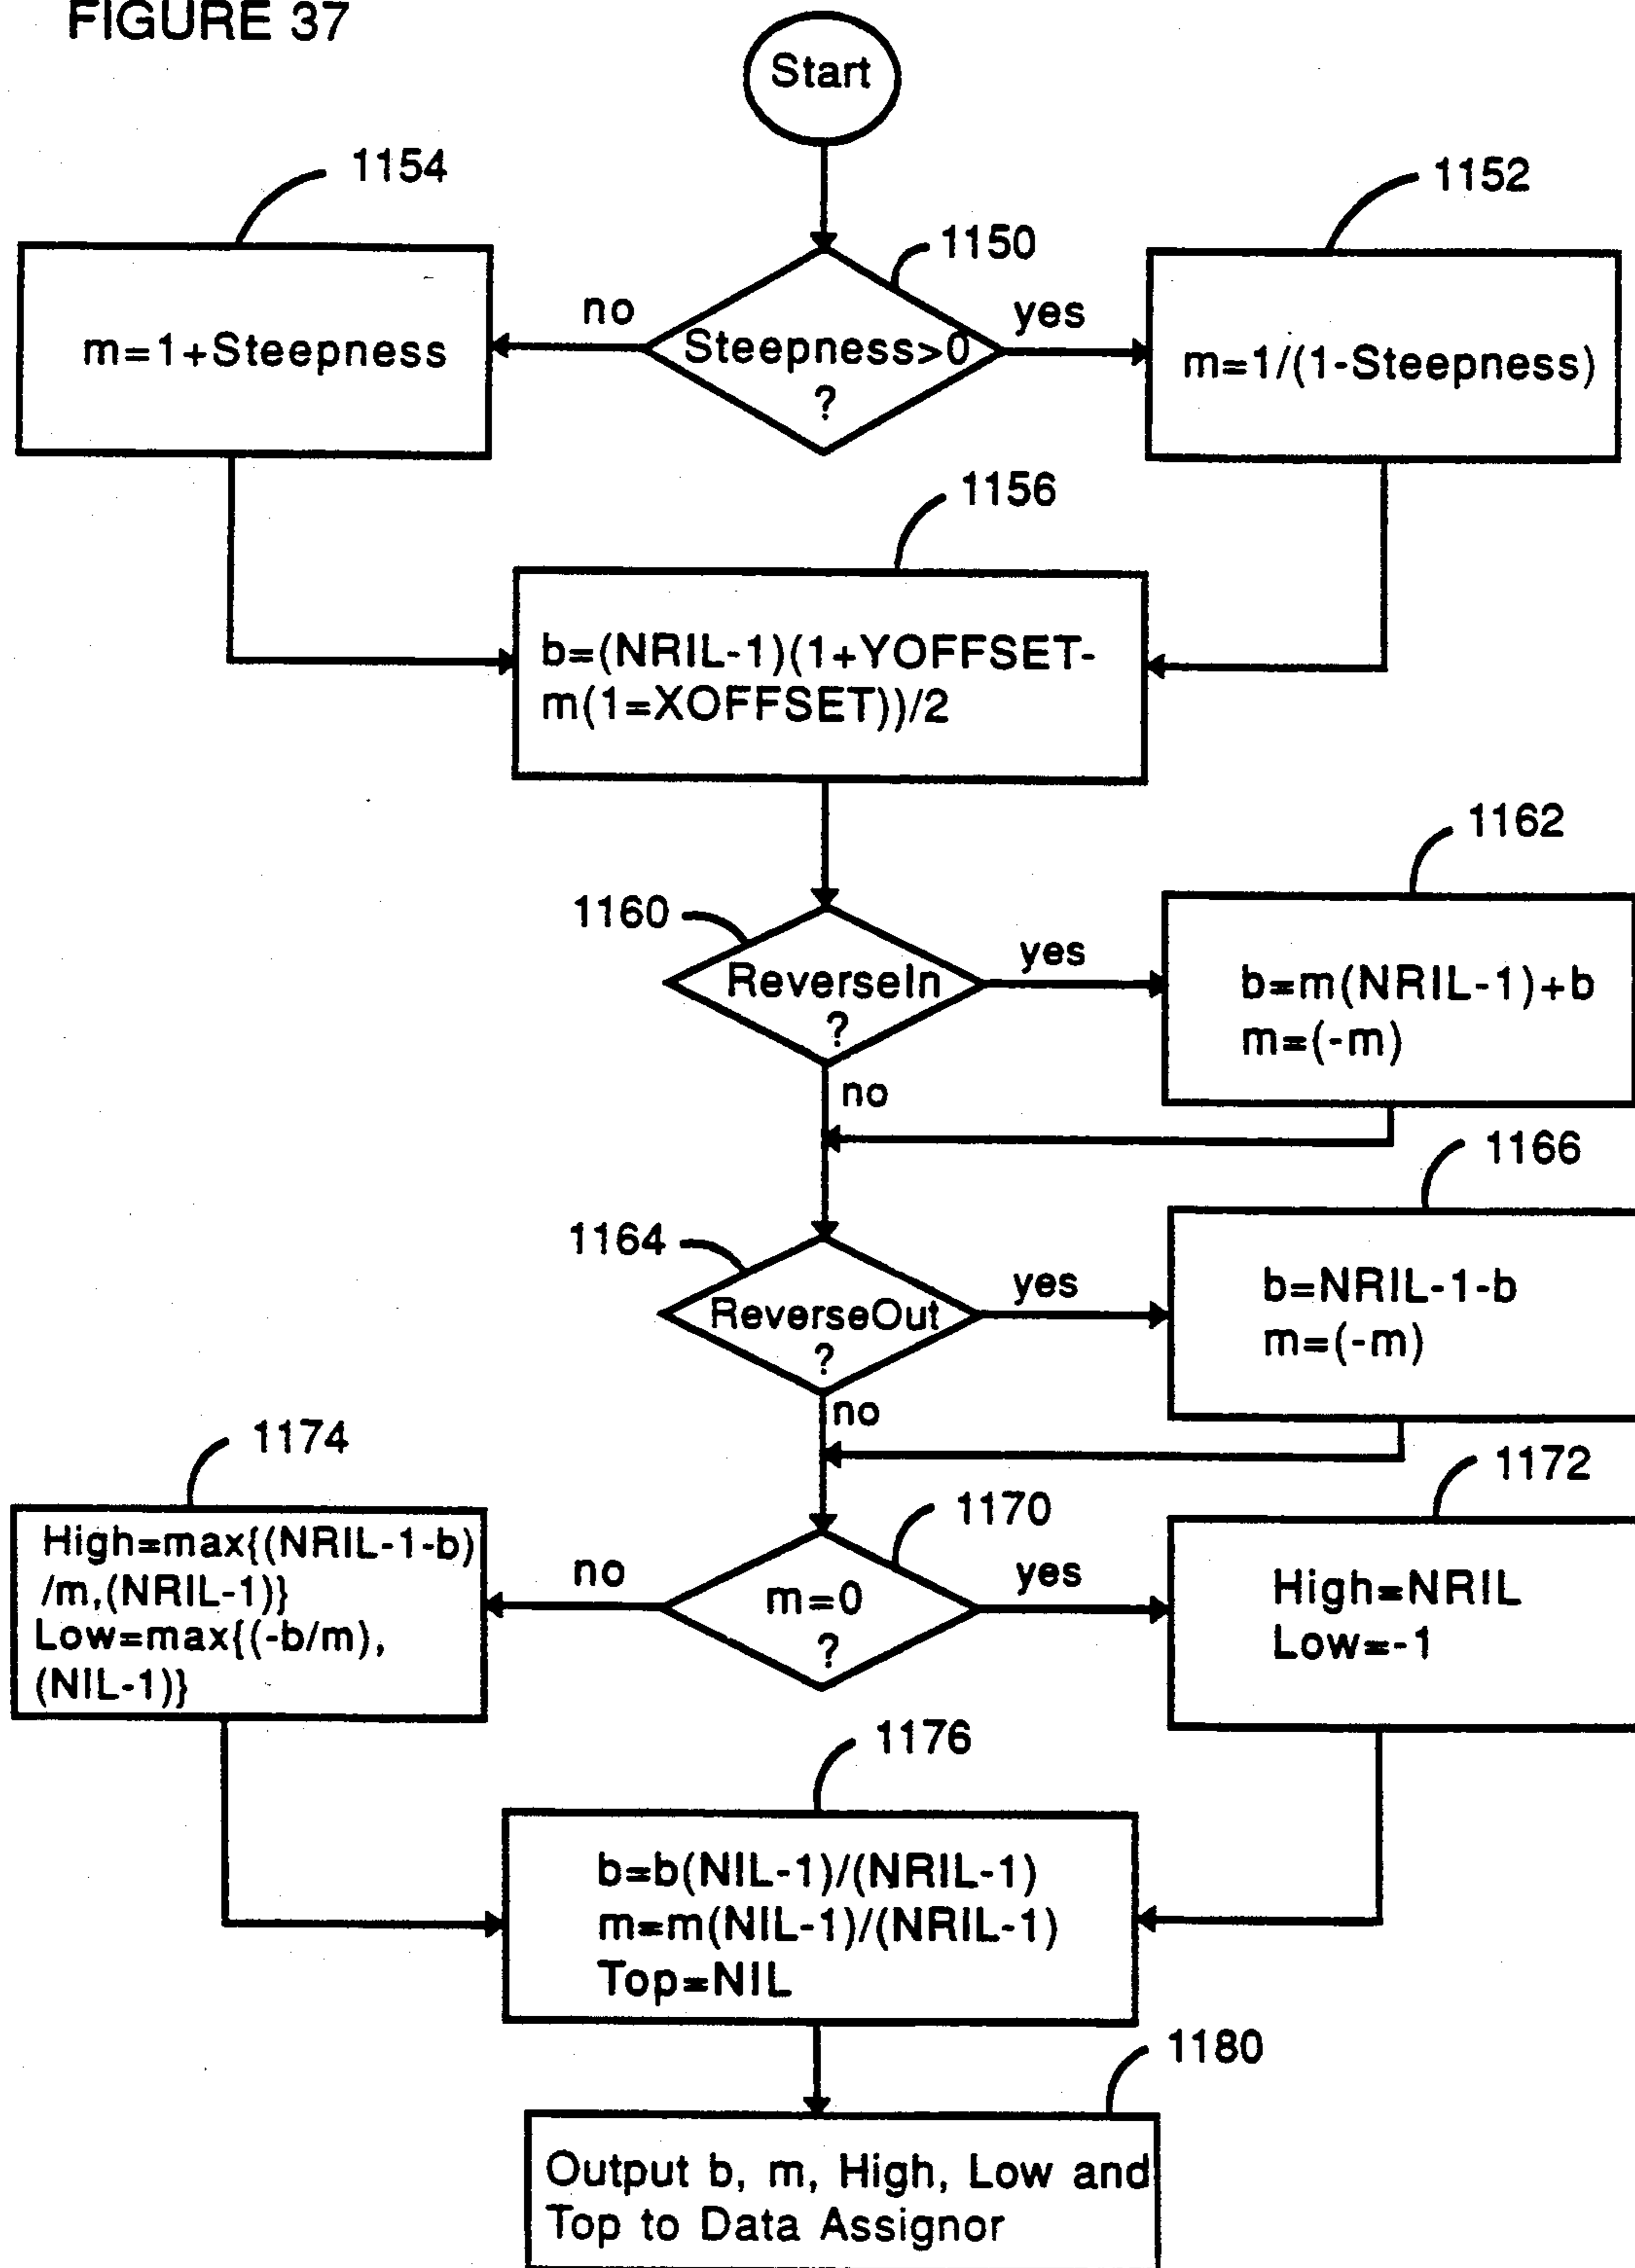 FIGURE 37
Start
1154
1152
1150
no
yes
m=1+Steepness
Steepness>0
?
m=1/(1-Steepness)
1156
b=(NRIL-1)(1+YOFFSET-
m(1=XOFFSET))/2
1162
1160
yes
ReverseIn
?
b=m(NRIL-1)+b
m=(-m)
no
1166
1164
yes
ReverseOut
?
b=NRIL-1-b
m=(-m)
no
1174
1172
1170
High=max{(NRIL-1-b)
/m,(NRIL-1)}
Low=max{(-b/m),
(NIL-1)}
no
yes
m=0
?
High=NRIL
Low=-1
1176
b=b(NIL-1)/(NRIL-1)
m=m(NIL-1)/(NRIL-1)
Top=NIL
1180
Output b, m, High, Low and
Top to Data Assignor